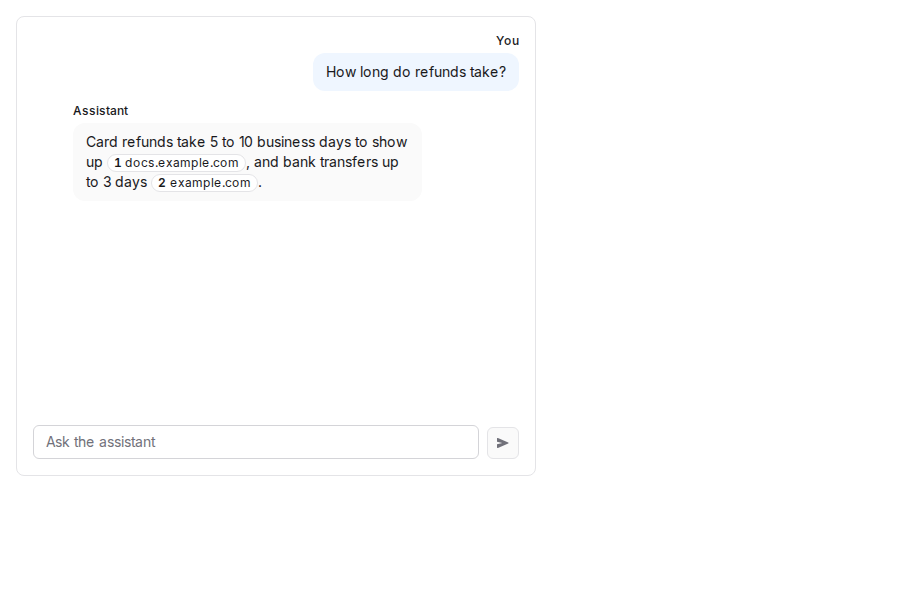 You
How long do refunds take?
Assistant
Card refunds take 5 to 10 business days to show
up 1 docs.example.com, and bank transfers up
to 3 days 2 example.com.
Ask the assistant